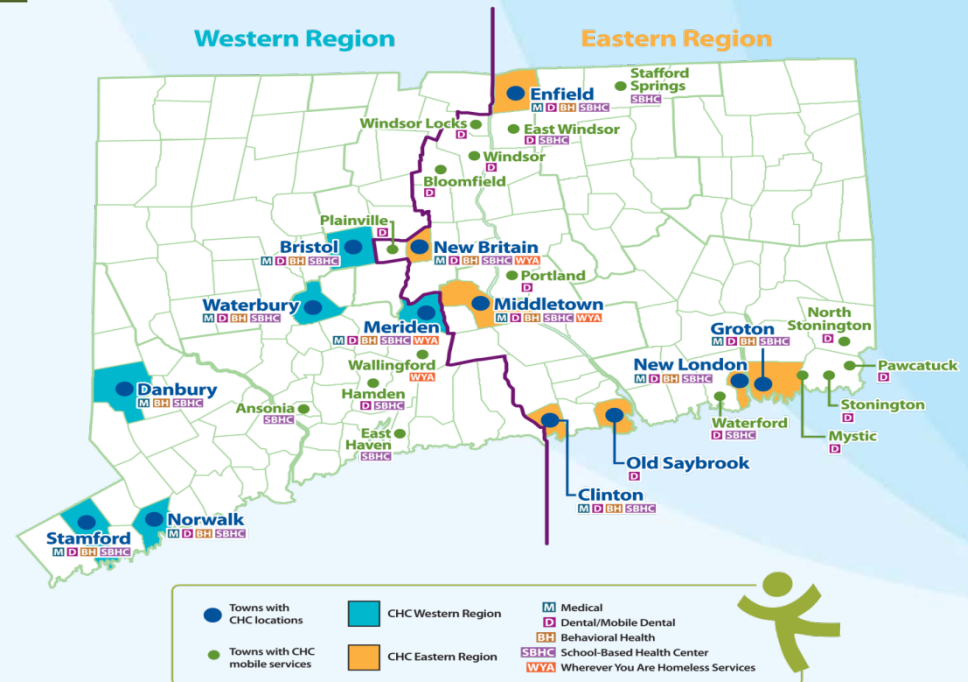 Western Region
Eastern Region
Stafford
Springs
SBHC
Enfield
M D BH SBHC
Windsor Locks
D
East Windsor
D SBHC
Windsor
D
Bloomfield
D
Plainville
D
Bristol
M D BH SBHC
New Britain
M D BH SBHC WYA
Portland
D
Waterbury
M D BH SBHC
Middletown
M D BH SBHC WYA
Meriden
M D BH SBHC WYA
North
Stonington
D
Groton
M D BH SBHC
Wallingford
WYA
New London
M D BH SBHC
Pawcatuck
D
Danbury
M BH SBHC
Hamden
D SBHC
Ansonia
SBHC
Stonington
D
Waterford
D SBHC
East
Haven
SBHC
Mystic
D
Old Saybrook
D
Clinton
M D BH SBHC
Norwalk
M D BH SBHC
Stamford
M D BH SBHC
Towns with
CHC locations
CHC Western Region
M Medical
D Dental/Mobile Dental
BH Behavioral Health
Towns with CHC
mobile services
CHC Eastern Region
SBHC School-Based Health Center
WYA Wherever You Are Homeless Services